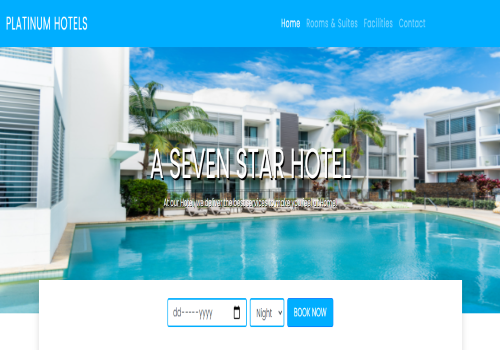 PLATINUM HOTELS
Home Rooms & Suites Facilities Contact
A SEVEN STAR HOTEL
At our Hotel, we deliver the best services to make you feel at Home
dd-----yyyy Night BOOK NOW